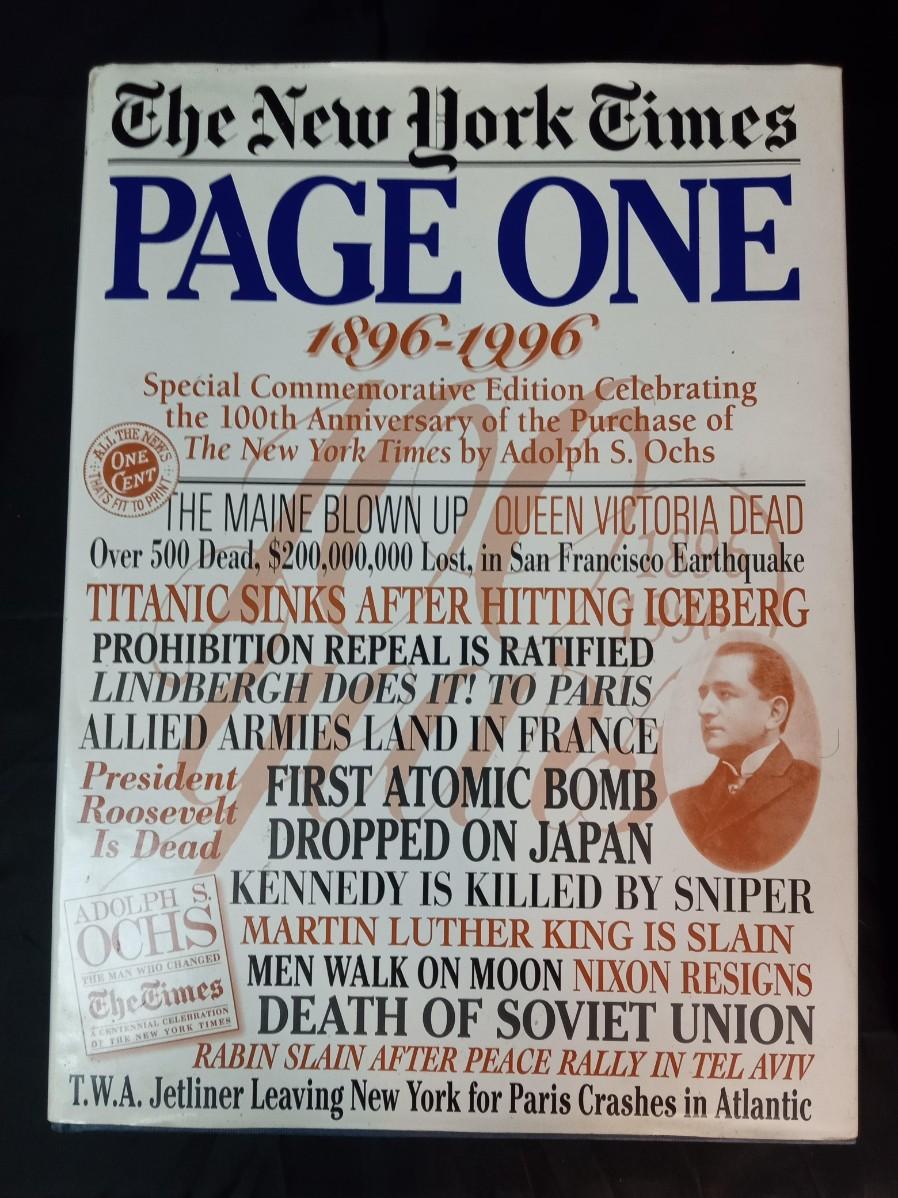 The New York Times
PAGE ONE
1896-1996
Special Commemorative Edition Celebrating
the 100th Anniversary of the Purchase of
The New York Times by Adolph S. Ochs
ALL THE NEWS
ONE
CENT
THAT'S FIT TO PRINT
THE MAINE BLOWN UP QUEEN VICTORIA DEAD
Over 500 Dead, $200,000,000 Lost, in San Francisco Earthquake
TITANIC SINKS AFTER HITTING ICEBERG
PROHIBITION REPEAL IS RATIFIED
LINDBERGH DOES IT! TO PARIS
ALLIED ARMIES LAND IN FRANCE
President
Roosevelt
Is Dead
FIRST ATOMIC BOMB
DROPPED ON JAPAN
KENNEDY IS KILLED BY SNIPER
ADOLPH S.
OCHS
THE MAN WHO CHANGED
The Times
A CENTENNIAL CELEBRATION
OF THE NEW YORK TIMES
MARTIN LUTHER KING IS SLAIN
MEN WALK ON MOON NIXON RESIGNS
DEATH OF SOVIET UNION
RABIN SLAIN AFTER PEACE RALLY IN TEL AVIV
T.W.A. Jetliner Leaving New York for Paris Crashes in Atlantic
100
Years
1896
1996